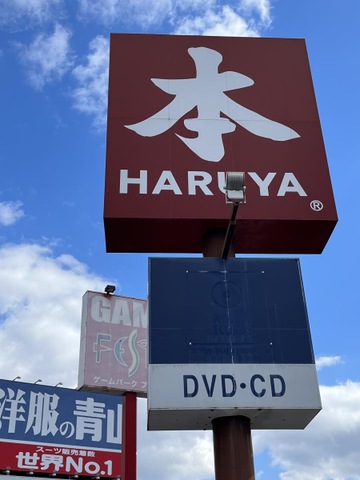 本
HARUYA®
DVD・CD
GAM
FES
ゲームパーク
洋服の青山
スーツ販売着数
世界No.1